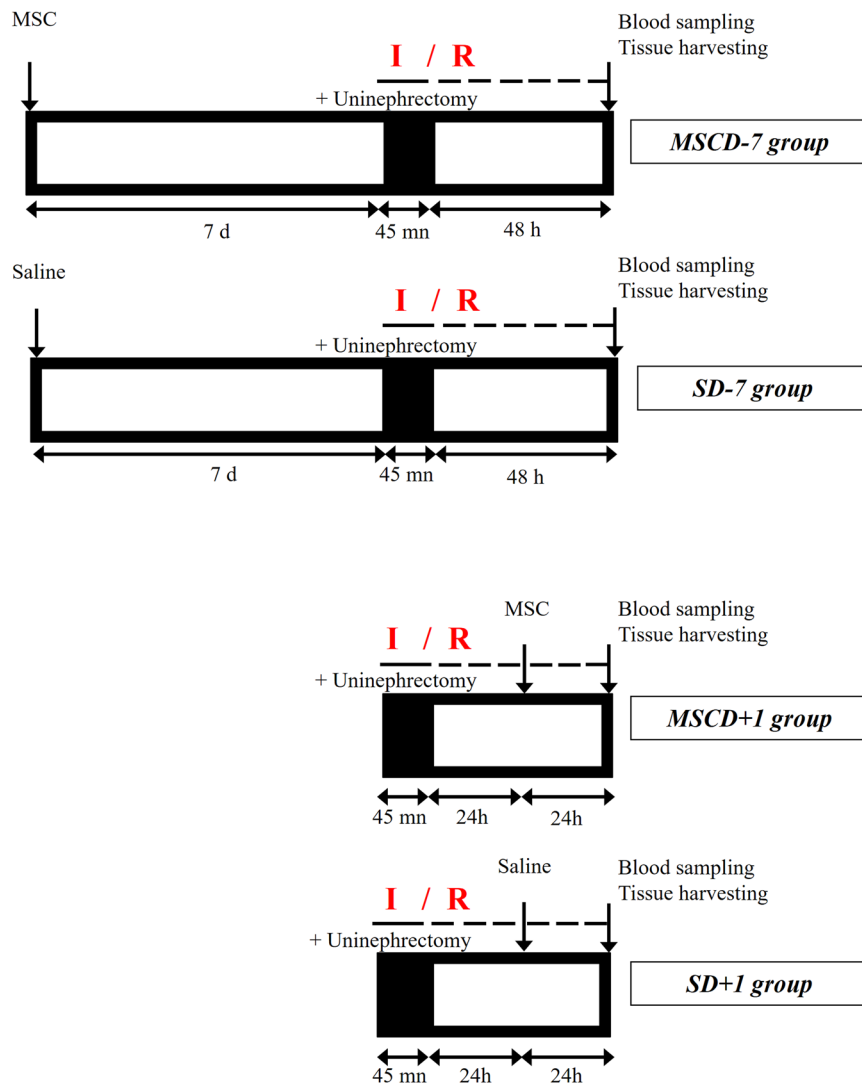 MSC
I / R
Blood sampling
Tissue harvesting
+ Uninephrectomy
MSCD-7 group
7 d
45 mn
48 h
Saline
I / R
Blood sampling
Tissue harvesting
+ Uninephrectomy
SD-7 group
7 d
45 mn
48 h
MSC
I / R
Blood sampling
Tissue harvesting
+ Uninephrectomy
MSCD+1 group
45 mn
24h
24h
Saline
I / R
Blood sampling
Tissue harvesting
+ Uninephrectomy
SD+1 group
45 mn
24h
24h